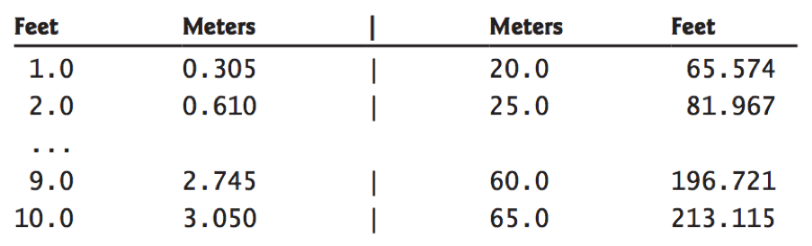 Feet Meters | Meters Feet
1.0 0.305 | 20.0 65.574
2.0 0.610 | 25.0 81.967
...
9.0 2.745 | 60.0 196.721
10.0 3.050 | 65.0 213.115